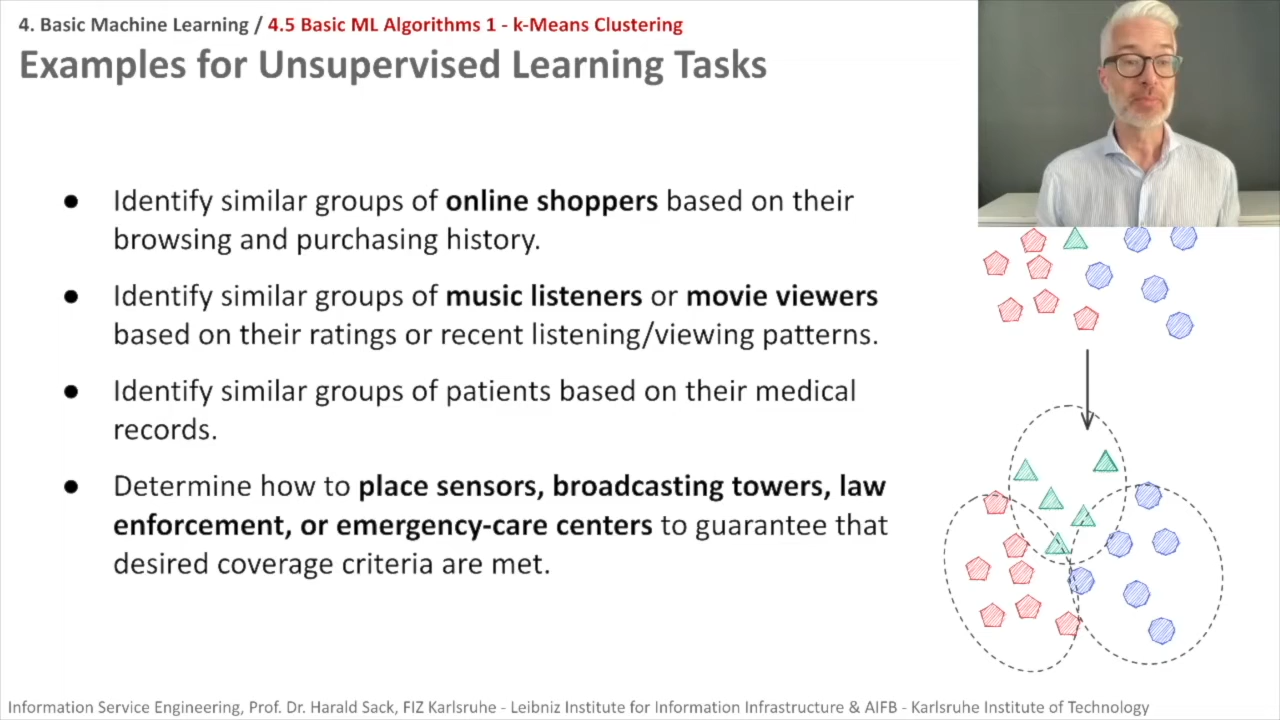 4. Basic Machine Learning / 4.5 Basic ML Algorithms 1 - k-Means Clustering
Examples for Unsupervised Learning Tasks
● Identify similar groups of online shoppers based on their
browsing and purchasing history.
● Identify similar groups of music listeners or movie viewers
based on their ratings or recent listening/viewing patterns.
● Identify similar groups of patients based on their medical
records.
● Determine how to place sensors, broadcasting towers, law
enforcement, or emergency-care centers to guarantee that
desired coverage criteria are met.
Information Service Engineering, Prof. Dr. Harald Sack, FIZ Karlsruhe - Leibniz Institute for Information Infrastructure & AIFB - Karlsruhe Institute of Technology